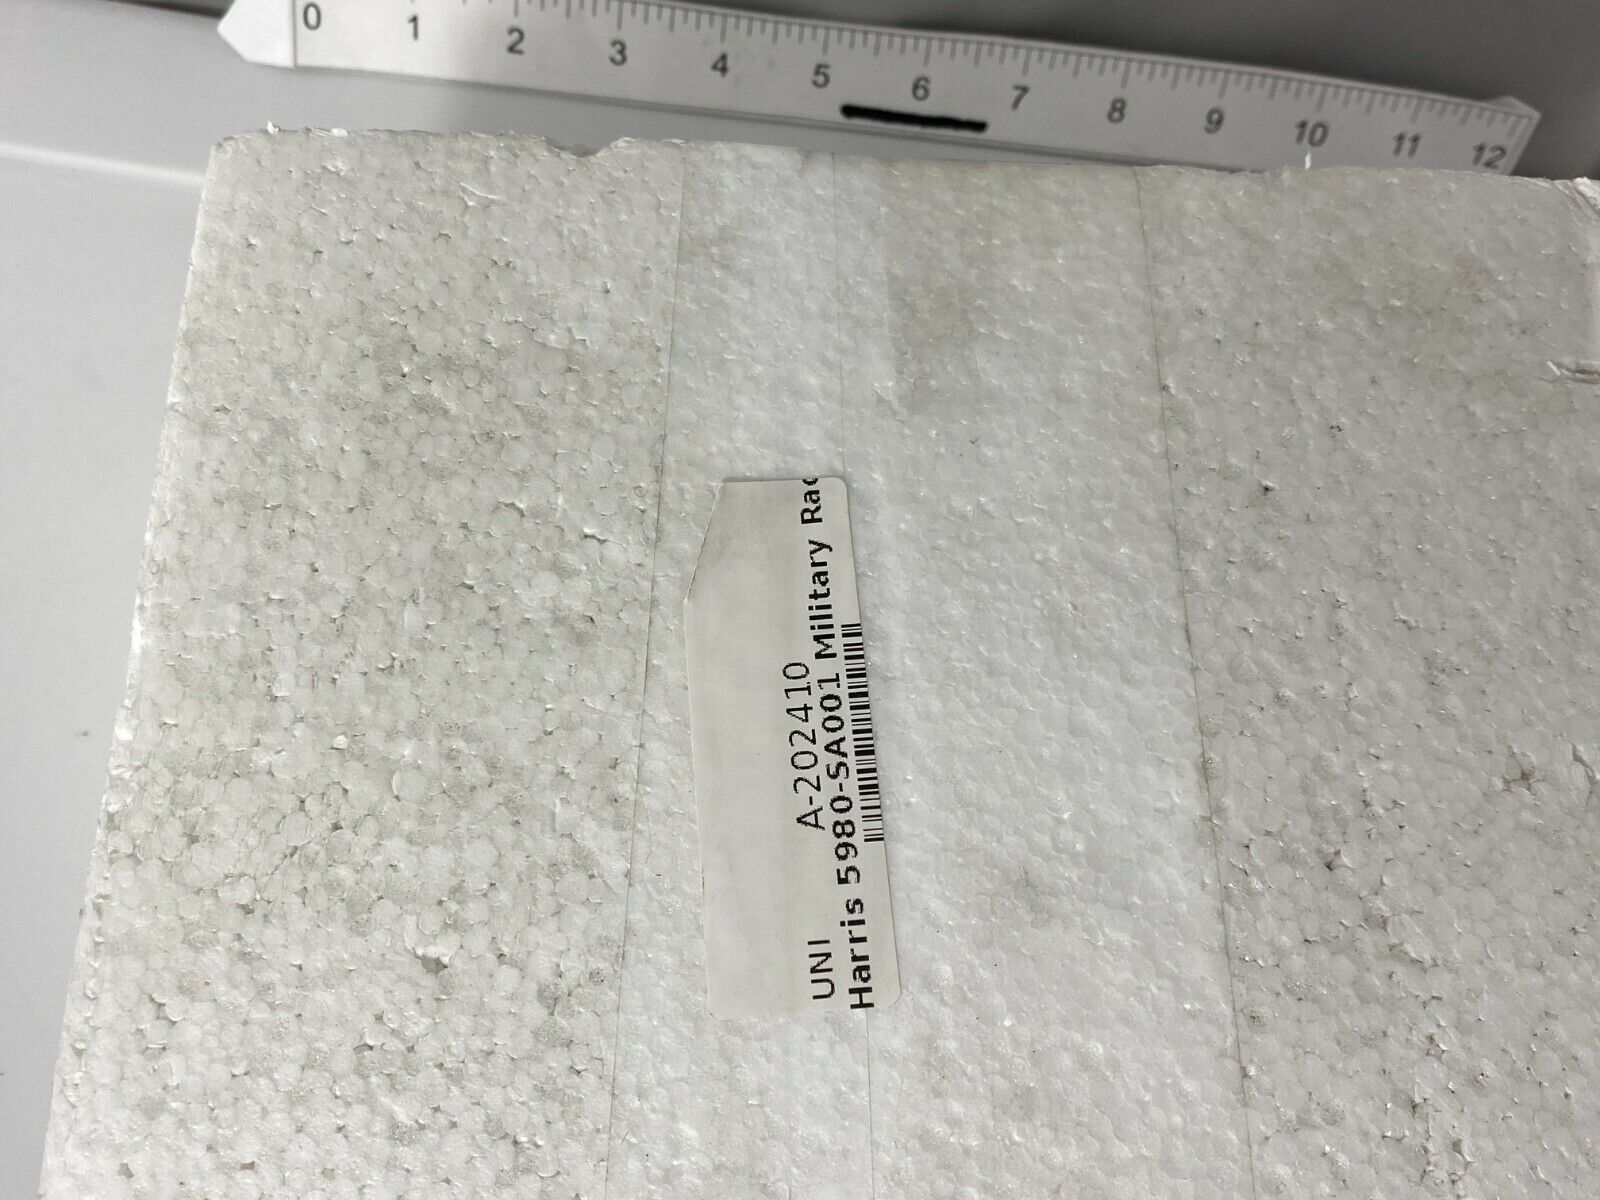 0 1 2 3 4 5 6 7 8 9 10 11 12
UNI A-202410
Harris 5980-SA001 Military